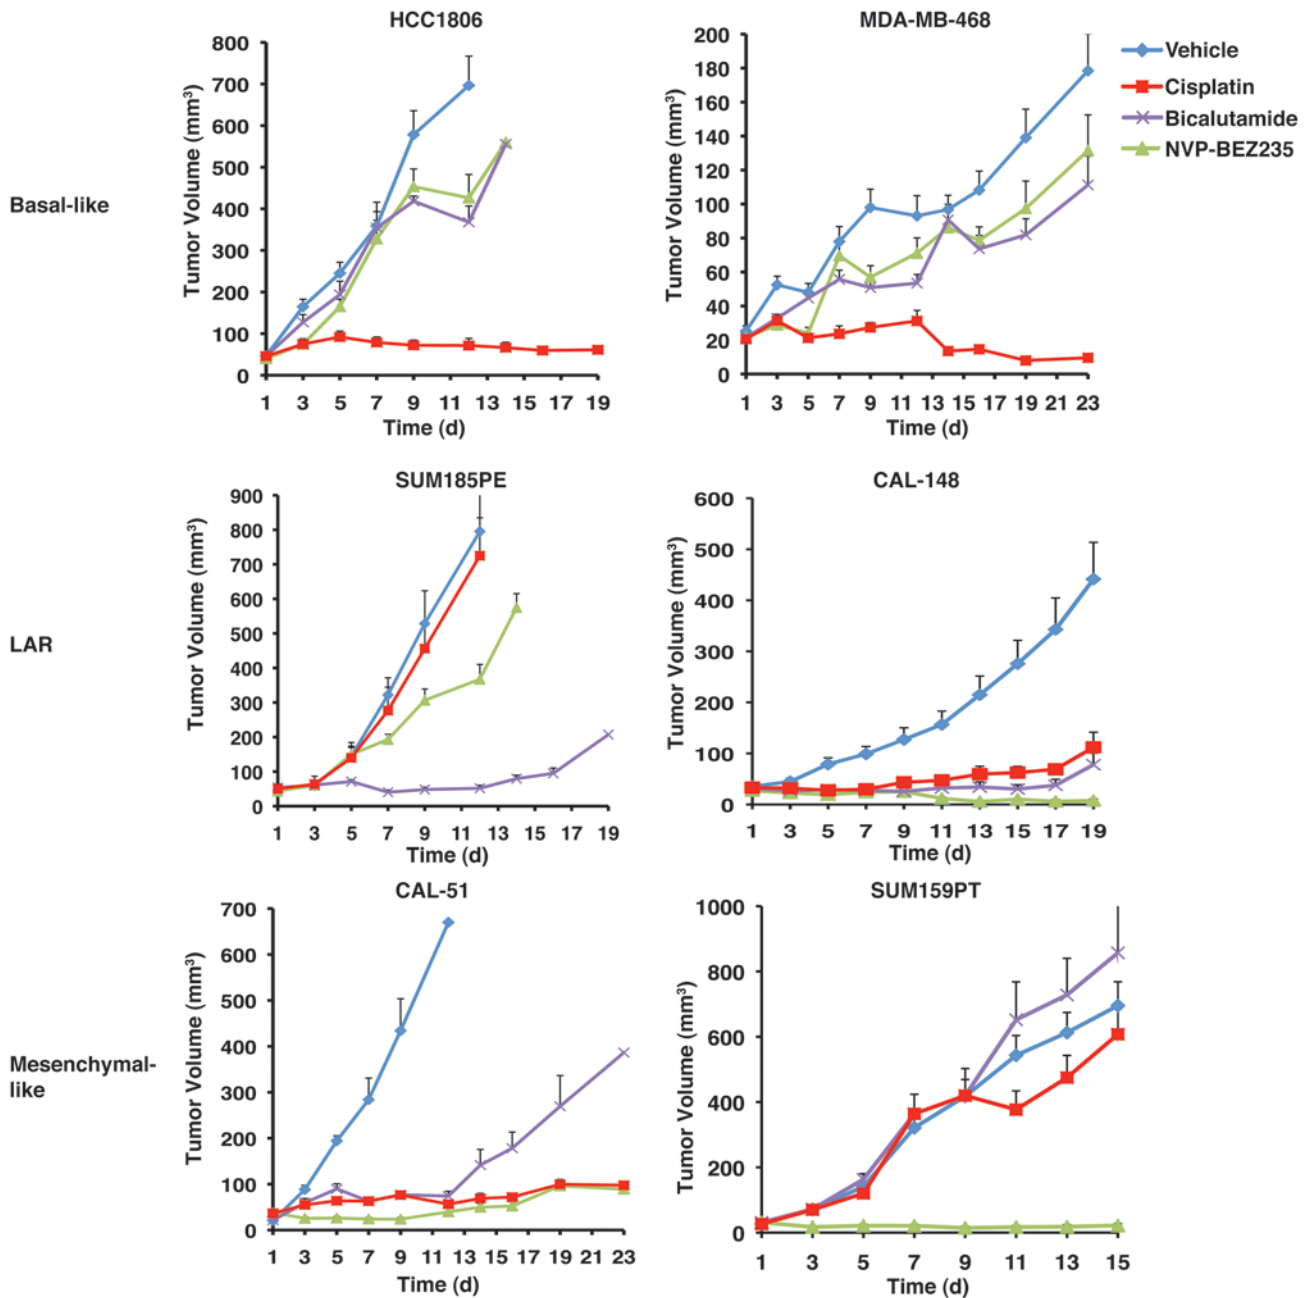 HCC1806
MDA-MB-468
800
700
600
500
400
300
200
100
0
Tumor Volume (mm³)
1 3 5 7 9 11 13 15 17 19
Time (d)
200
180
160
140
120
100
80
60
40
20
0
Tumor Volume (mm³)
1 3 5 7 9 11 13 15 17 19 21 23
Time (d)
Vehicle
Cisplatin
Bicalutamide
NVP-BEZ235
Basal-like
SUM185PE
CAL-148
900
800
700
600
500
400
300
200
100
0
Tumor Volume (mm³)
1 3 5 7 9 11 13 15 17 19
Time (d)
600
500
400
300
200
100
0
Tumor Volume (mm³)
1 3 5 7 9 11 13 15 17 19
Time (d)
LAR
CAL-51
SUM159PT
700
600
500
400
300
200
100
0
Tumor Volume (mm³)
1 3 5 7 9 11 13 15 17 19 21 23
Time (d)
1000
800
600
400
200
0
Tumor Volume (mm³)
1 3 5 7 9 11 13 15
Time (d)
Mesenchymal-
like